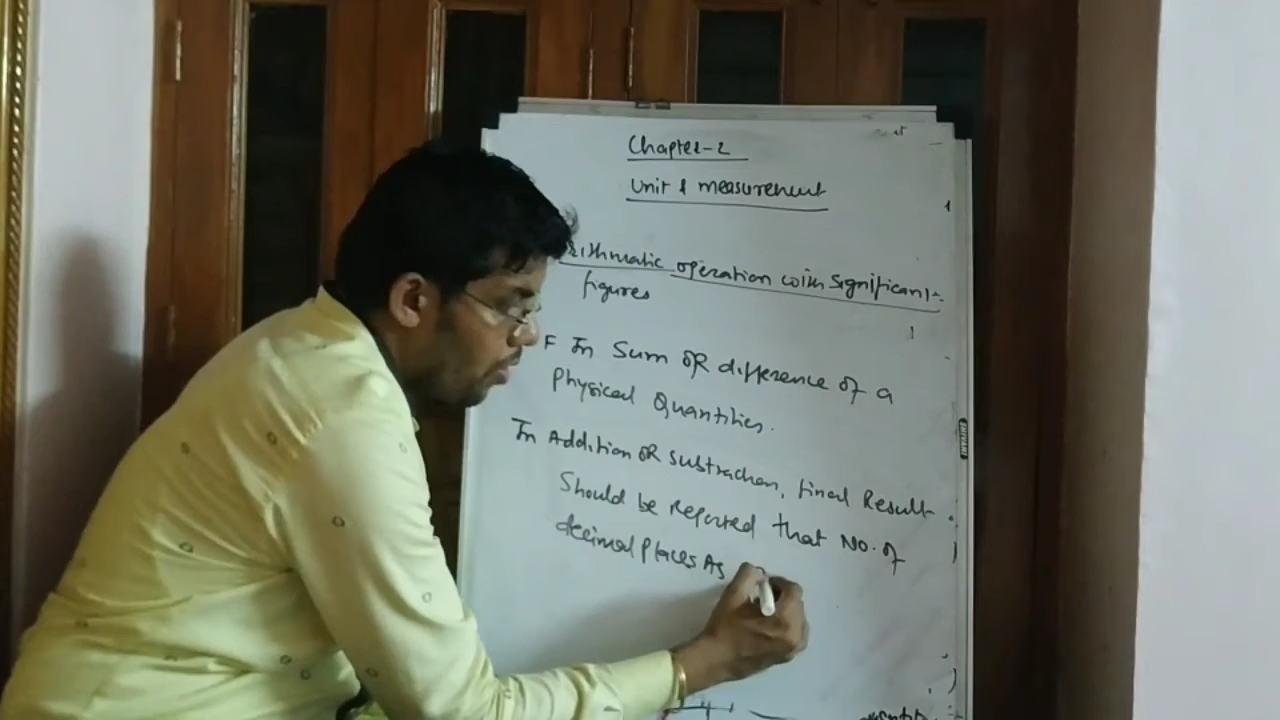 Chapter-2
Unit & measurement
rithmatic operation with significant
figures
F In Sum OR difference of a
Physical Quantities.
In Addition OR Substraction, final Result
Should be Reported that No. of
decimal places As